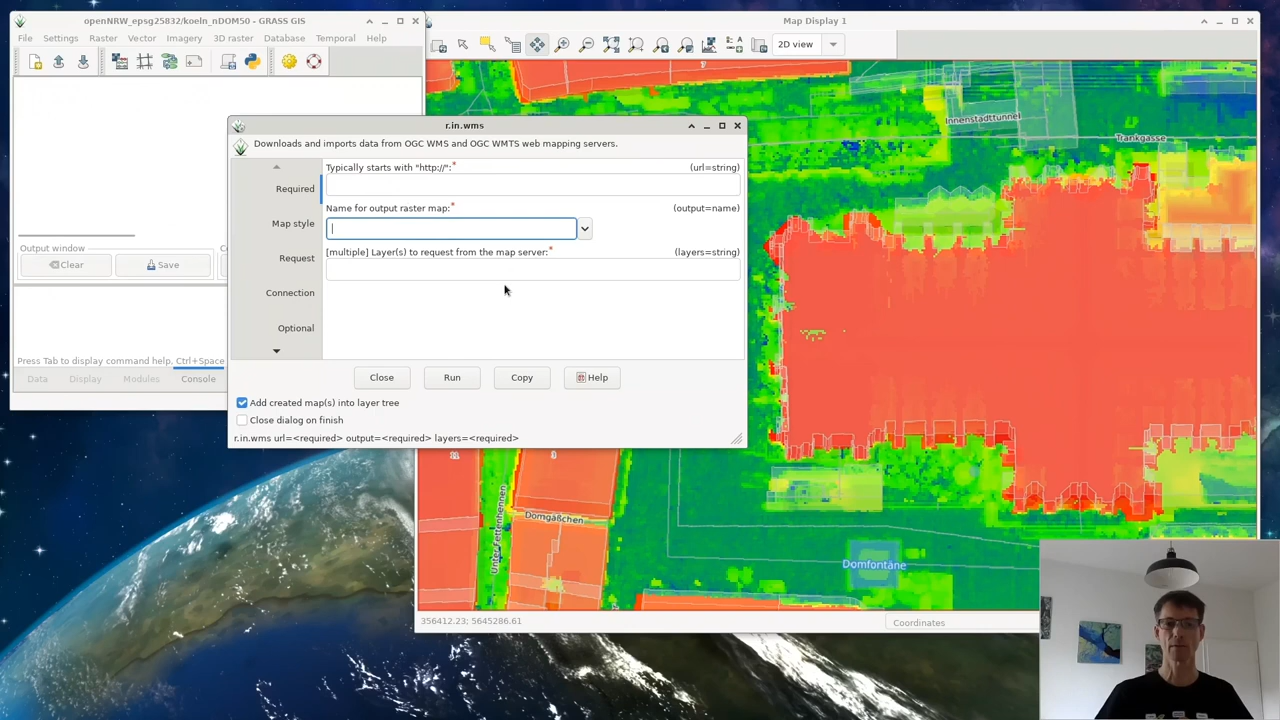 openNRW_epsg25832/koeln_nDOM50 - GRASS GIS
File Settings Raster Vector Imagery 3D raster Database Temporal Help
Output window
Clear
Save
Press Tab to display command help, Ctrl+Space
Data Display Modules Console
Map Display 1
2D view
Innenstadttunnel
Trankgasse
11
3
Domgäßchen
Unter Fettenhennen
Domfontäne
356412.23; 5645286.61
Coordinates
r.in.wms
Downloads and imports data from OGC WMS and OGC WMTS web mapping servers.
Required
Map style
Request
Connection
Optional
Typically starts with "http://":* (url=string)
Name for output raster map:* (output=name)
[multiple] Layer(s) to request from the map server:* (layers=string)
Close Run Copy Help
Add created map(s) into layer tree
Close dialog on finish
r.in.wms url=<required> output=<required> layers=<required>